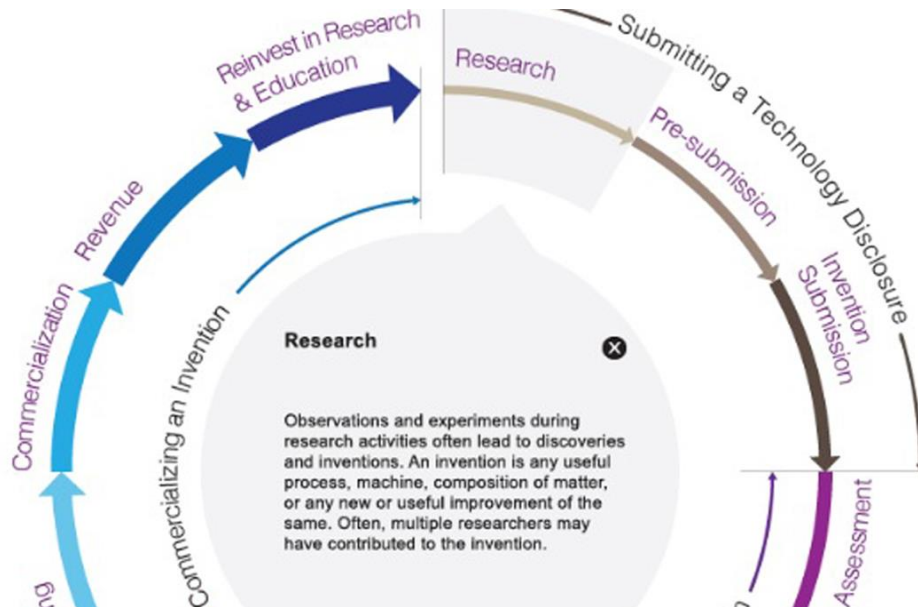 Reinvest in Research
& Education
Research
Submitting a Technology Disclosure
Pre-submission
Invention
Submission
Revenue
Commercialization
Commercializing an Invention
Assessment
Research
Observations and experiments during
research activities often lead to discoveries
and inventions. An invention is any useful
process, machine, composition of matter,
or any new or useful improvement of the
same. Often, multiple researchers may
have contributed to the invention.